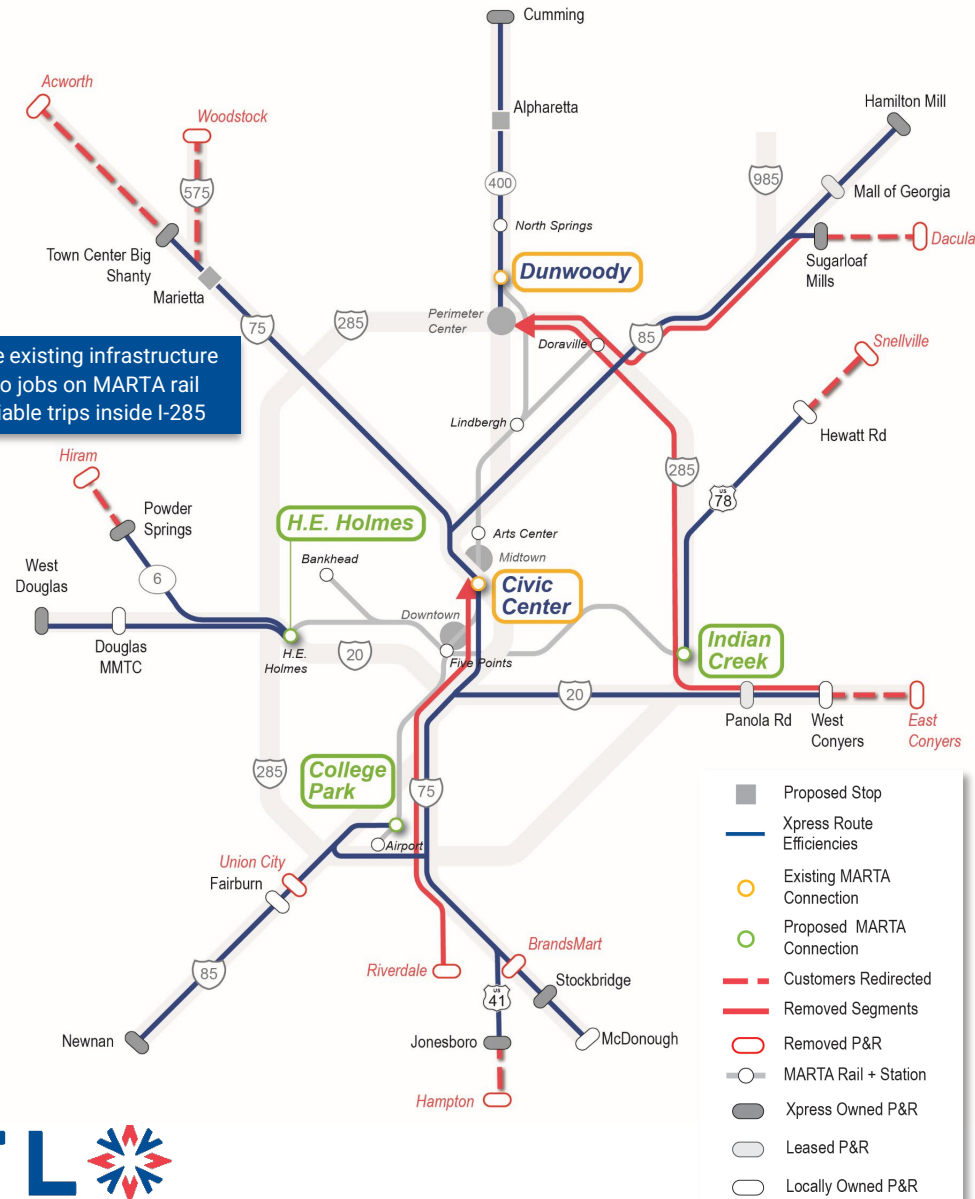 Cumming
Acworth
Woodstock
Alpharetta
Hamilton Mill
400
575
985
Mall of Georgia
North Springs
Town Center Big
Shanty
Marietta
Dunwoody
Sugarloaf
Mills
Dacula
Perimeter
Center
285
75
85
Doraville
Snellville
e existing infrastructure
o jobs on MARTA rail
iable trips inside I-285
Lindbergh
Hewatt Rd
Hiram
285
US
78
Powder
Springs
H.E. Holmes
Arts Center
Bankhead
Midtown
West
Douglas
6
Civic
Center
Downtown
Douglas
MMTC
H.E.
Holmes
20
Five Points
Indian
Creek
20
Panola Rd
West
Conyers
East
Conyers
285
College
Park
75
Airport
Union City
Fairburn
85
Riverdale
BrandsMart
Stockbridge
US
41
Newnan
Jonesboro
McDonough
Hampton
Proposed Stop
Xpress Route
Efficiencies
Existing MARTA
Connection
Proposed MARTA
Connection
Customers Redirected
Removed Segments
Removed P&R
MARTA Rail + Station
Xpress Owned P&R
Leased P&R
Locally Owned P&R
TL